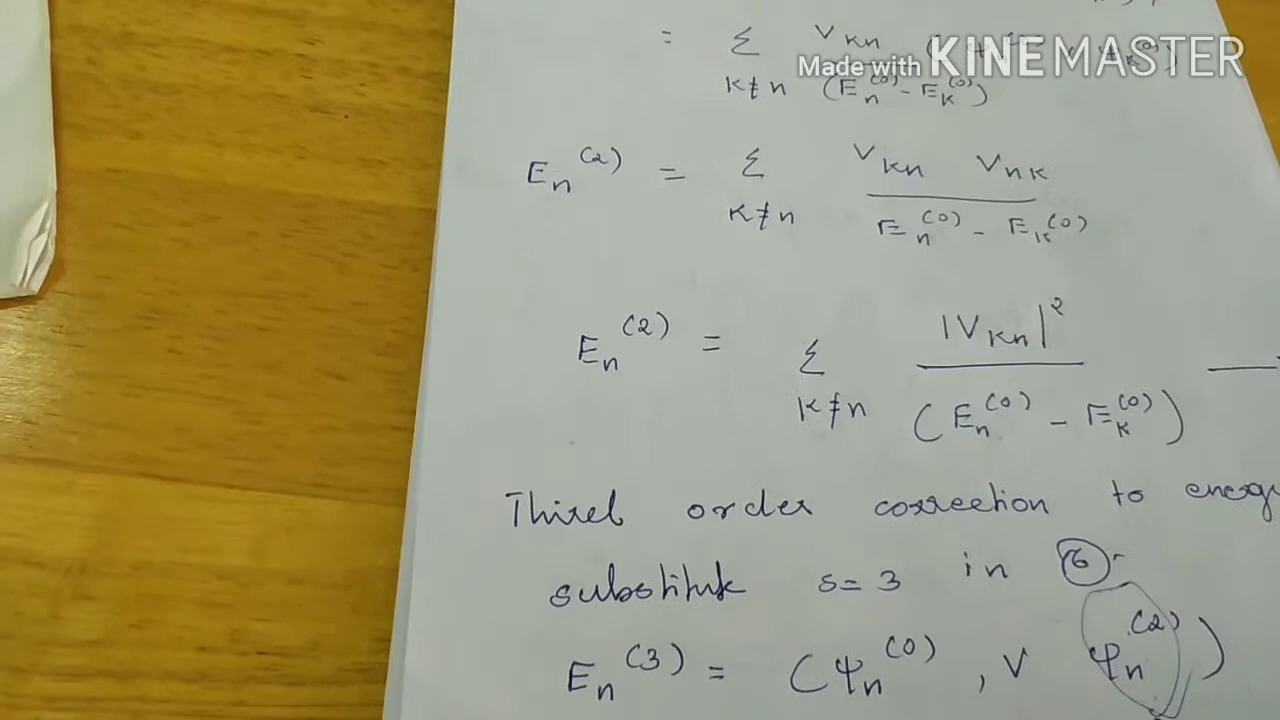 = Σ V_kn
Made with KINEMASTER
k≠n (E_n^(0) - E_k^(0))
E_n^(2) = Σ V_kn V_nk
k≠n E_n^(0) - E_k^(0)
E_n^(2) = Σ |V_kn|²
k≠n (E_n^(0) - E_k^(0))
Third order correction to energ
substitute s=3 in ⑥
E_n^(3) = (ψ_n^(0), V ψ_n^(2))